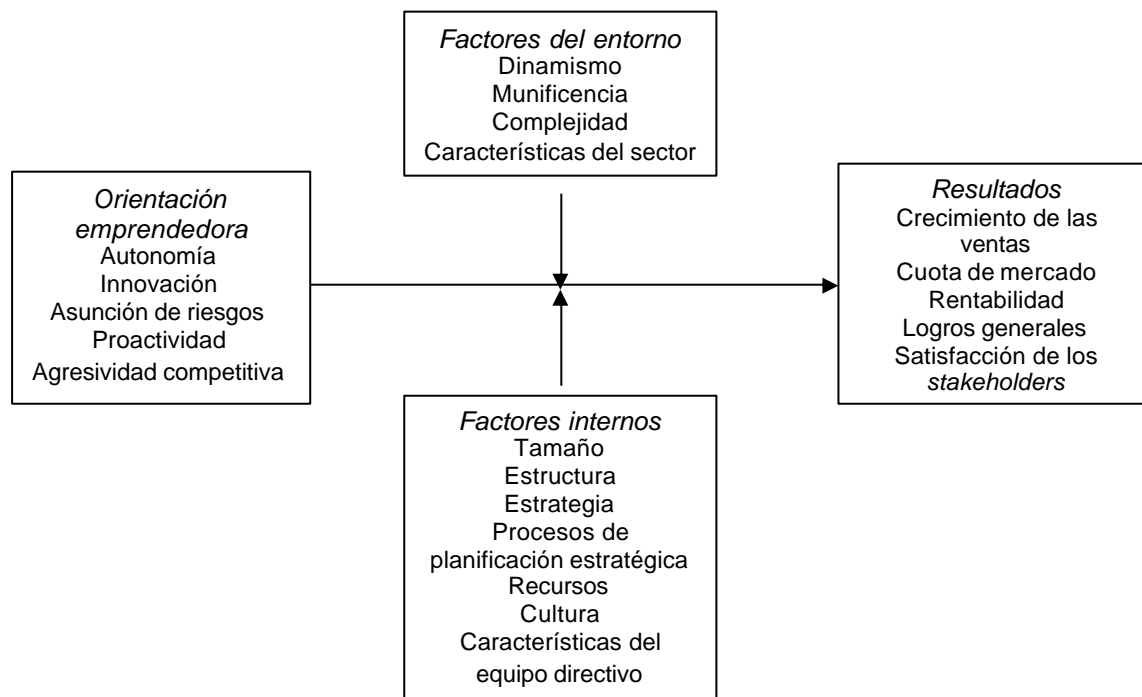 Factores del entorno
Dinamismo
Munificencia
Complejidad
Características del sector
Orientación
emprendedora
Autonomía
Innovación
Asunción de riesgos
Proactividad
Agresividad competitiva
Resultados
Crecimiento de las
ventas
Cuota de mercado
Rentabilidad
Logros generales
Satisfacción de los
stakeholders
Factores internos
Tamaño
Estructura
Estrategia
Procesos de
planificación estratégica
Recursos
Cultura
Características del
equipo directivo